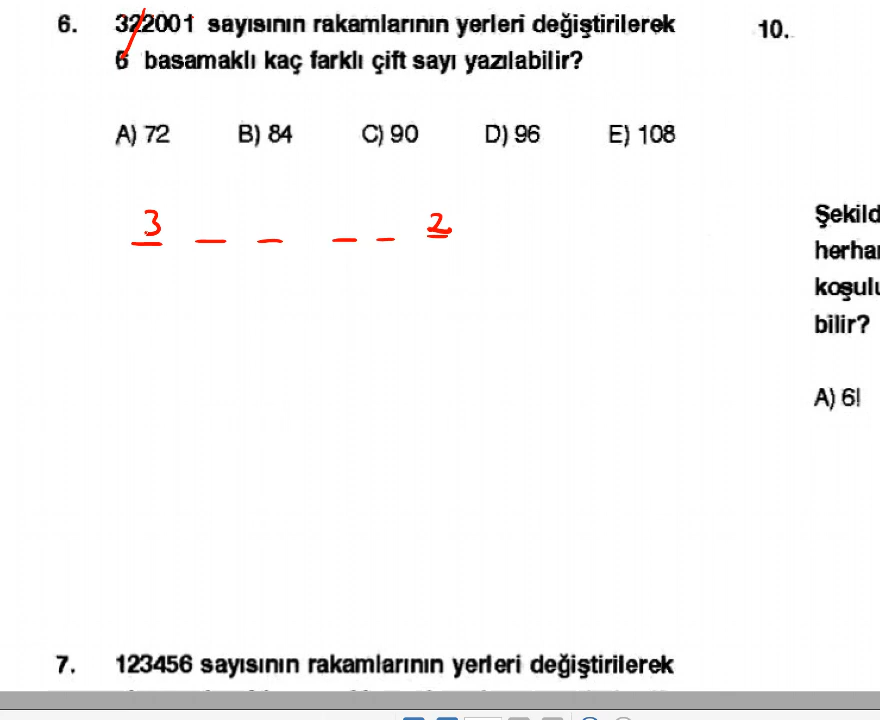 6. 322001 sayısının rakamlarının yerleri değiştirilerek
6 basamaklı kaç farklı çift sayı yazılabilir?
A) 72 B) 84 C) 90 D) 96 E) 108
3 _ _ _ _ 2
7. 123456 sayısının rakamlarının yerleri değiştirilerek
10.
Şekild
herhar
koşulu
bilir?
A) 6!